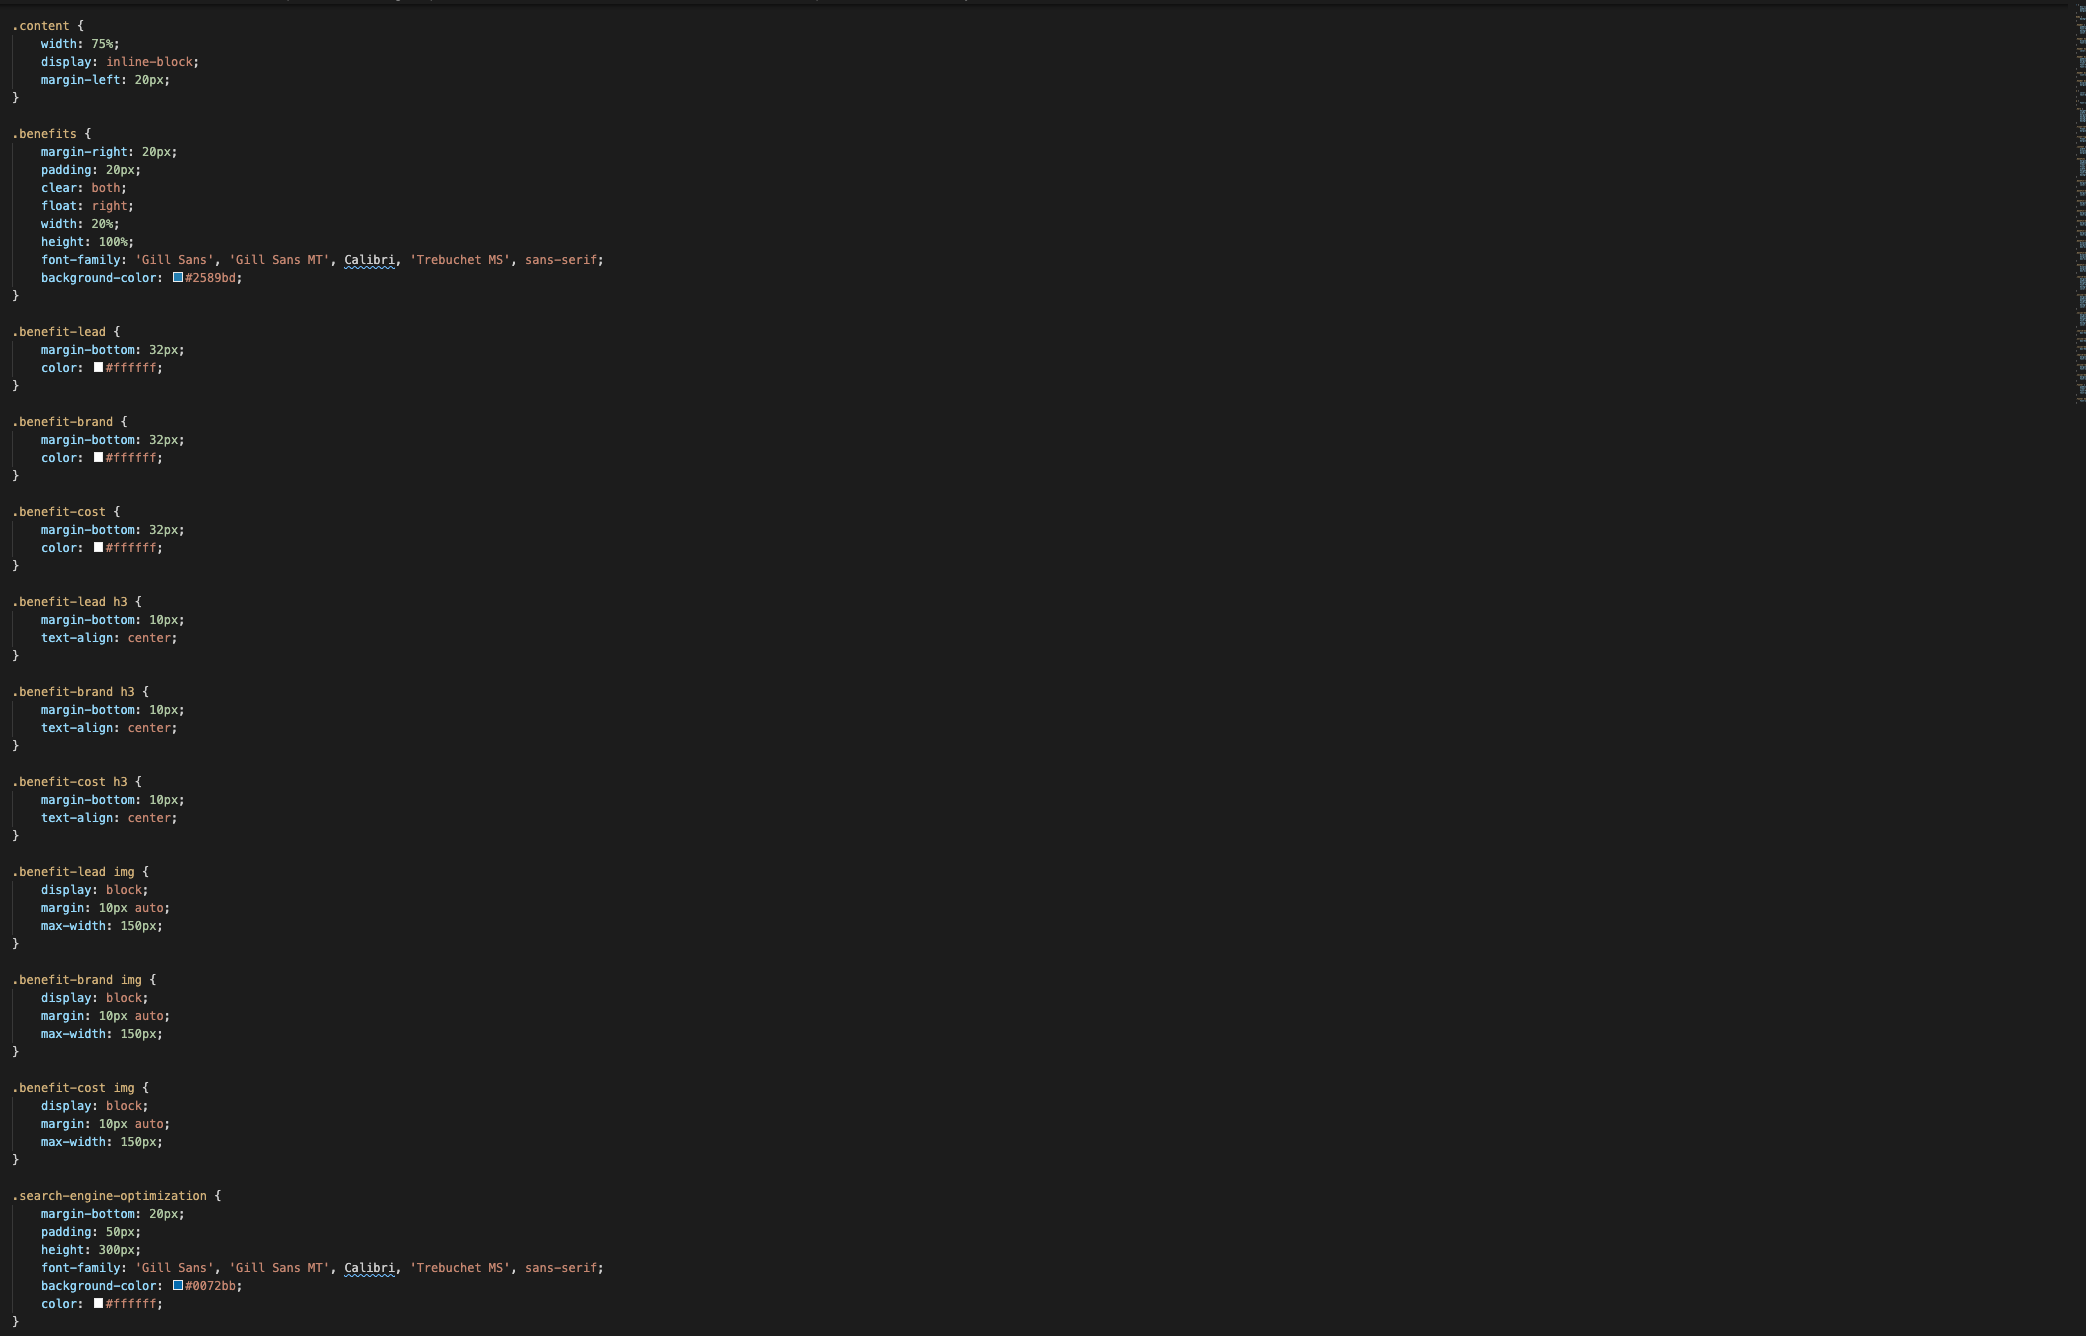 .content {
    width: 75%;
    display: inline-block;
    margin-left: 20px;
}

.benefits {
    margin-right: 20px;
    padding: 20px;
    clear: both;
    float: right;
    width: 20%;
    height: 100%;
    font-family: 'Gill Sans', 'Gill Sans MT', Calibri, 'Trebuchet MS', sans-serif;
    background-color: #2589bd;
}

.benefit-lead {
    margin-bottom: 32px;
    color: #ffffff;
}

.benefit-brand {
    margin-bottom: 32px;
    color: #ffffff;
}

.benefit-cost {
    margin-bottom: 32px;
    color: #ffffff;
}

.benefit-lead h3 {
    margin-bottom: 10px;
    text-align: center;
}

.benefit-brand h3 {
    margin-bottom: 10px;
    text-align: center;
}

.benefit-cost h3 {
    margin-bottom: 10px;
    text-align: center;
}

.benefit-lead img {
    display: block;
    margin: 10px auto;
    max-width: 150px;
}

.benefit-brand img {
    display: block;
    margin: 10px auto;
    max-width: 150px;
}

.benefit-cost img {
    display: block;
    margin: 10px auto;
    max-width: 150px;
}

.search-engine-optimization {
    margin-bottom: 20px;
    padding: 50px;
    height: 300px;
    font-family: 'Gill Sans', 'Gill Sans MT', Calibri, 'Trebuchet MS', sans-serif;
    background-color: #0072bb;
    color: #ffffff;
}